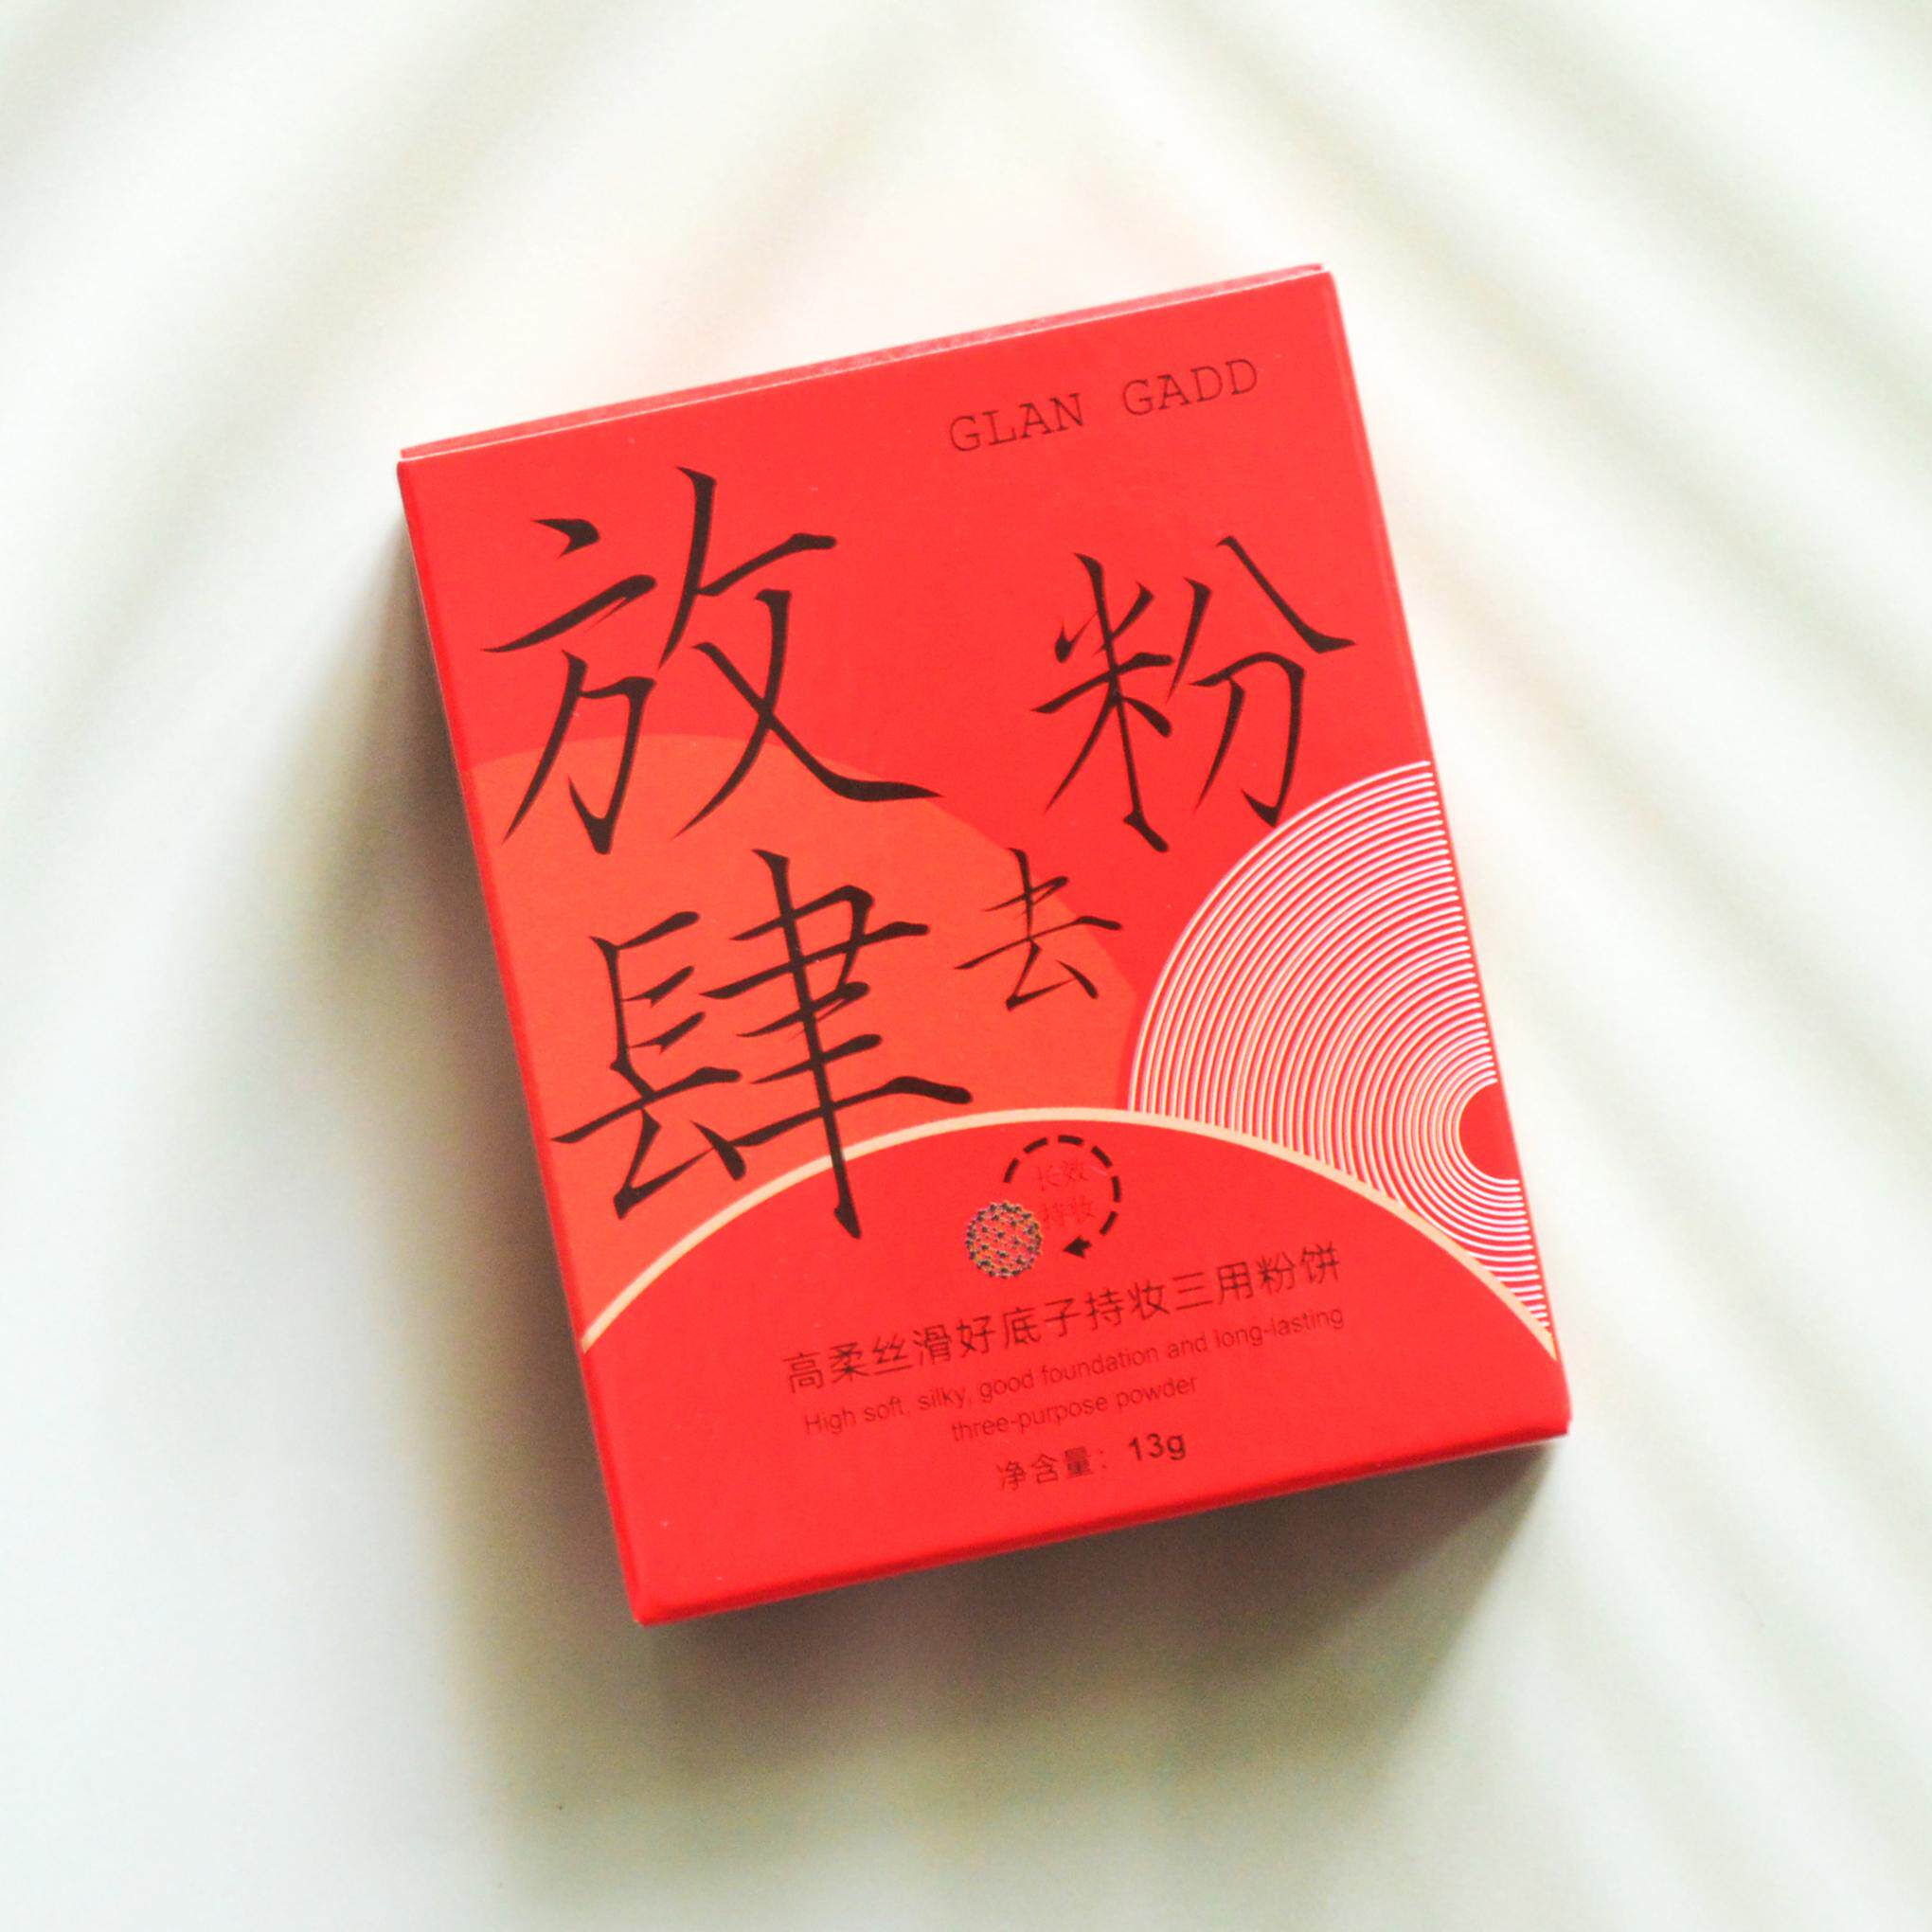 GLAN GADD
放肆
去粉
长效
持妆
高柔丝滑好底子持妆三用粉饼
High soft, silky, good foundation and long-lasting
three-purpose powder
净含量：13g